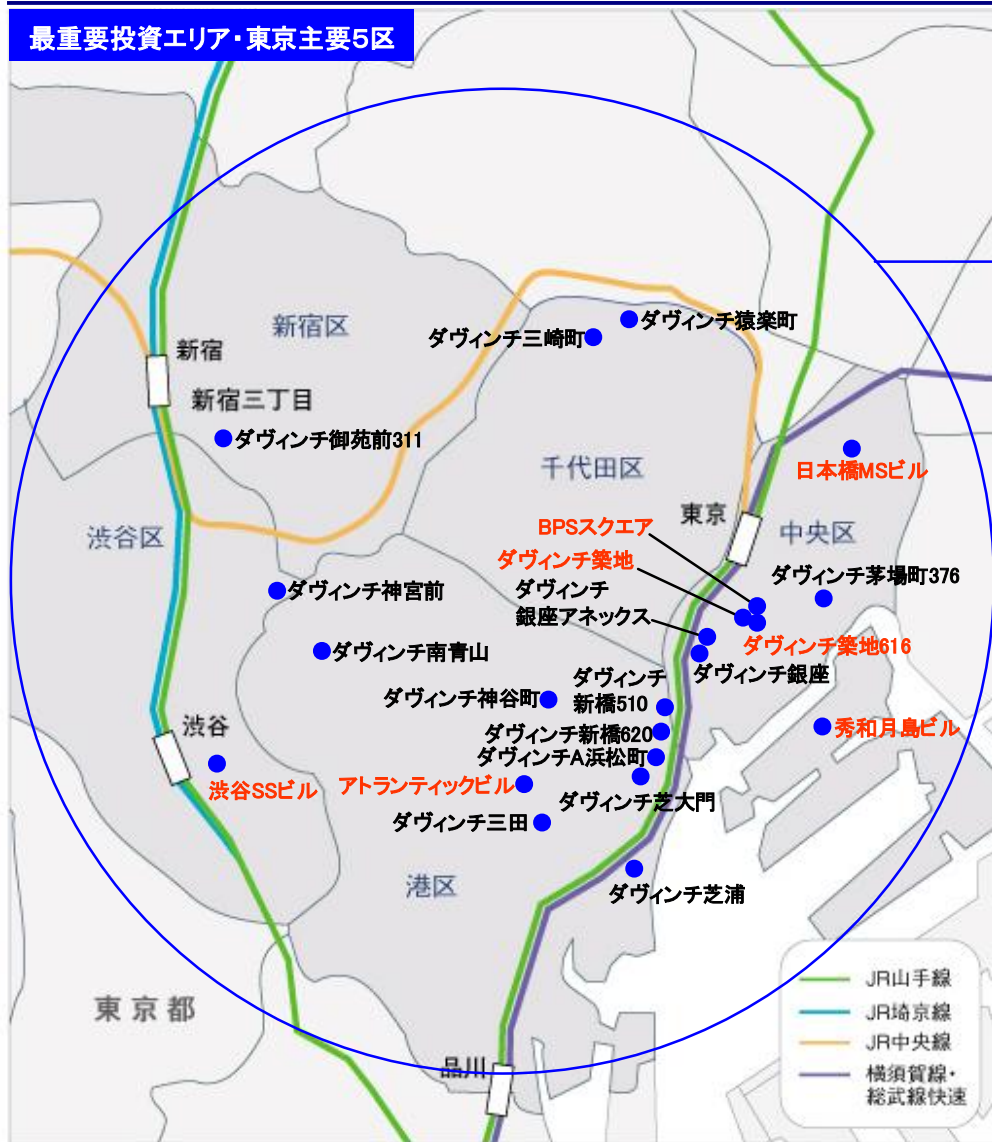 最重要投資エリア・東京主要5区
新宿区
ダヴィンチ猿楽町
ダヴィンチ三崎町
新宿
新宿三丁目
ダヴィンチ御苑前311
千代田区
日本橋MSビル
東京
BPSスクエア
中央区
渋谷区
ダヴィンチ築地
ダヴィンチ茅場町376
ダヴィンチ神宮前
ダヴィンチ
銀座アネックス
ダヴィンチ築地616
ダヴィンチ南青山
ダヴィンチ銀座
ダヴィンチ
新橋510
ダヴィンチ神谷町
渋谷
ダヴィンチ新橋620
秀和月島ビル
ダヴィンチA浜松町
渋谷SSビル
アトランティックビル
ダヴィンチ芝大門
ダヴィンチ三田
港区
ダヴィンチ芝浦
東京都
品川
JR山手線
JR埼京線
JR中央線
横須賀線・
総武線快速